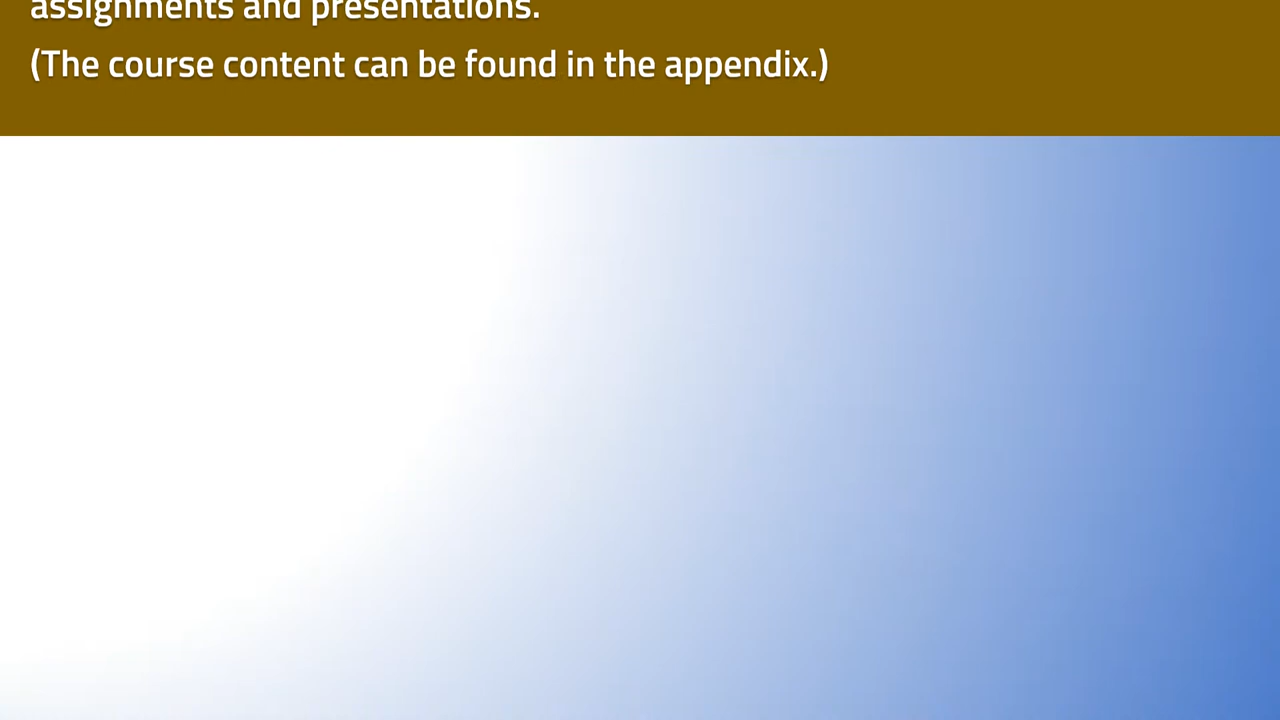 assignments and presentations.
(The course content can be found in the appendix.)